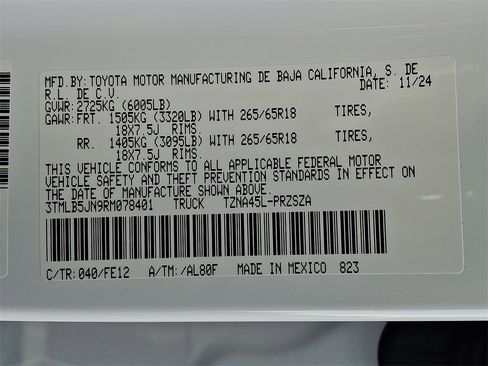 MFD.BY:TOYOTA MOTOR MANUFACTURING DE BAJA CALIFORNIA, S. DE
R.L. DE C.V. DATE: 11/24
GVWR: 2725KG (6005LB)
GAWR:FRT. 1505KG (3320LB) WITH 265/65R18 TIRES,
18X7.5J RIMS.
RR. 1405KG (3095LB) WITH 265/65R18 TIRES,
18X7.5J RIMS.
THIS VEHICLE CONFORMS TO ALL APPLICABLE FEDERAL MOTOR
VEHICLE SAFETY AND THEFT PREVENTION STANDARDS IN EFFECT ON
THE DATE OF MANUFACTURE SHOWN ABOVE.
3TMLB5JN9RM078401 TRUCK TZNA45L-PRZSZA
C/TR: 040/FE12 A/TM: /AL80F MADE IN MEXICO 823